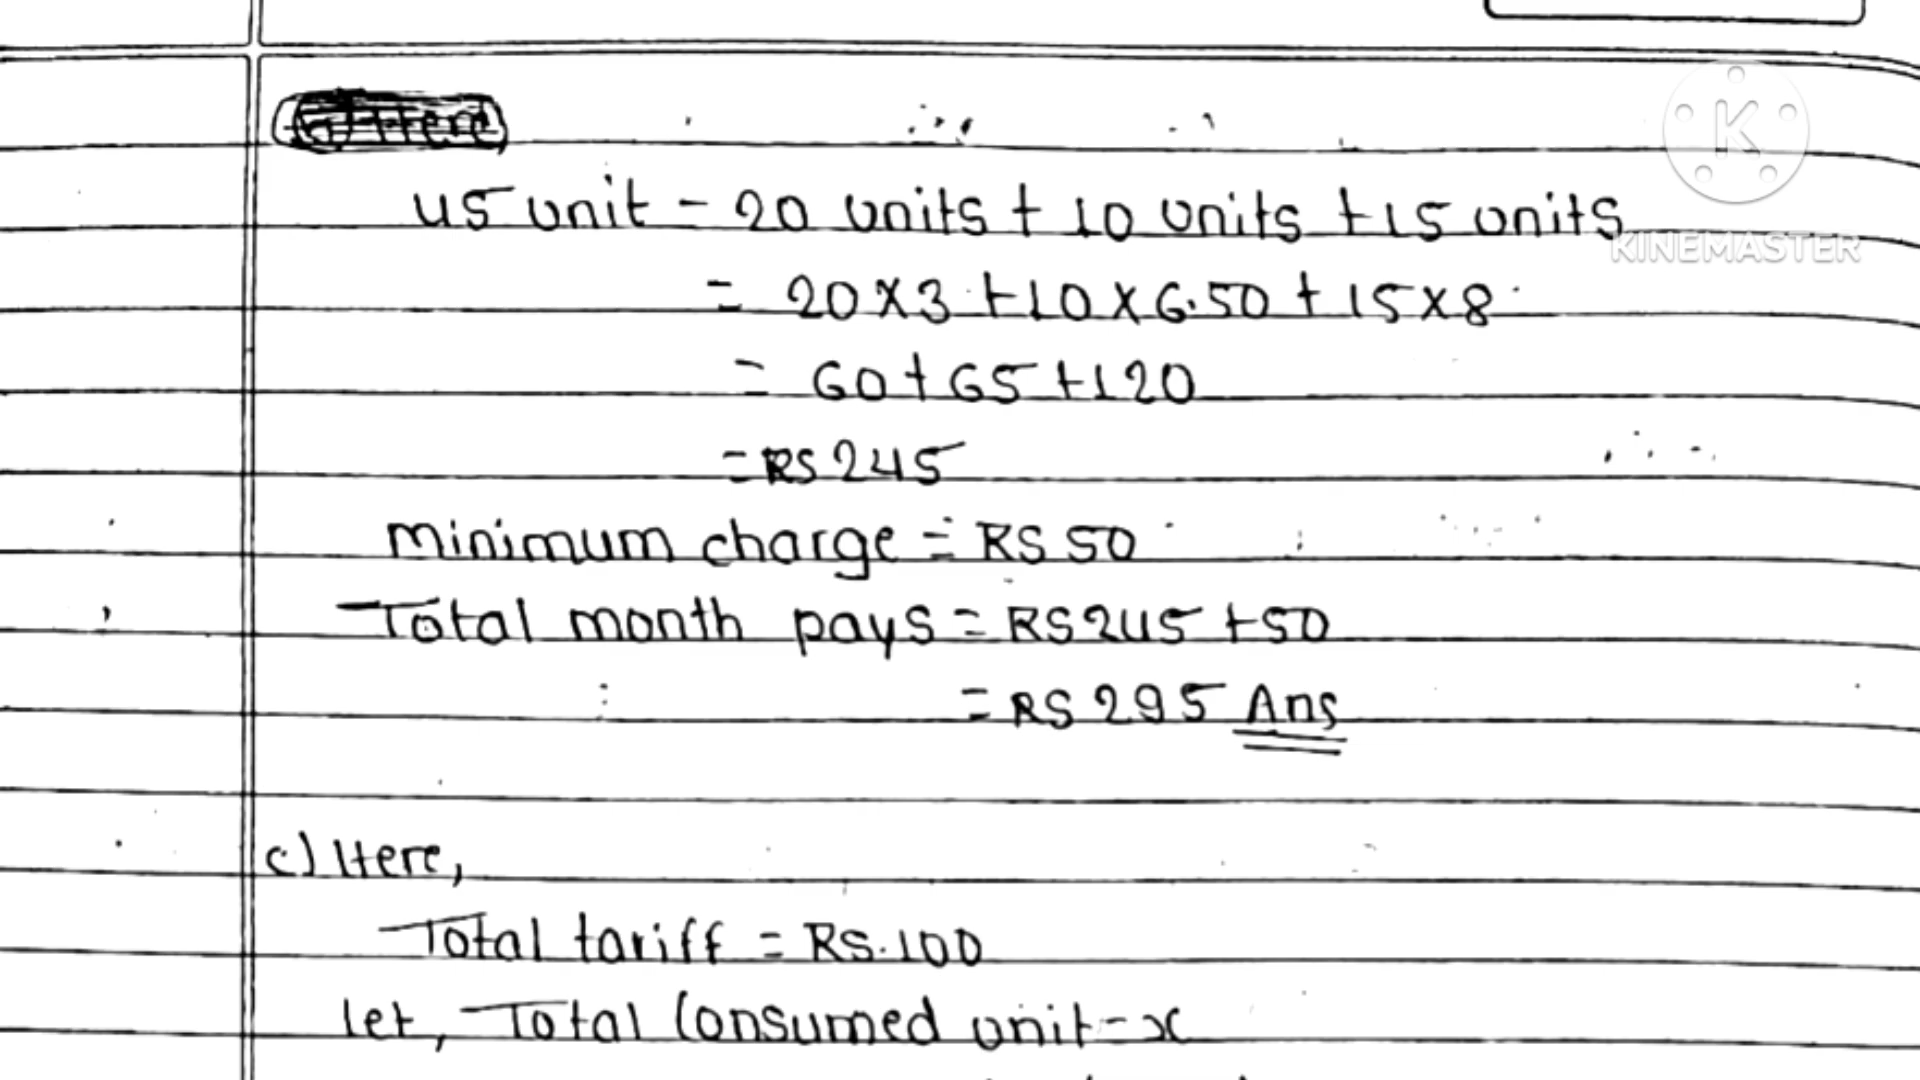 45 unit = 20 units + 10 units + 15 units
KINEMASTER
= 20 x 3 + 10 x 6.50 + 15 x 8
= 60 + 65 + 120
= RS 245
Minimum charge = RS 50
Total month pays = RS 245 + 50
= RS 295 Ans
c) Here,
Total tariff = Rs. 100
let, Total Consumed unit = x